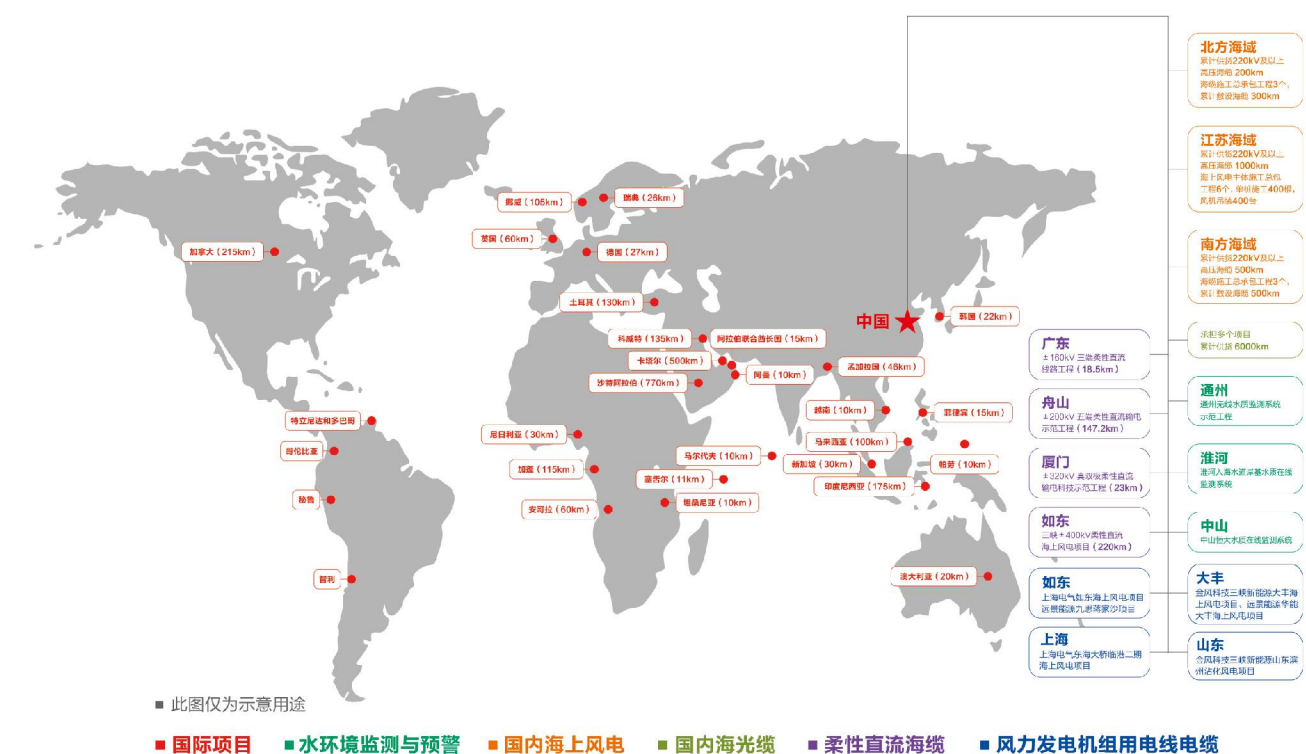 北方海域
累计供货220kV及以上
高压海缆 200km
海缆施工总承包工程3个，
累计敷设海缆 300km
江苏海域
累计供货220kV及以上
高压海缆 1000km
海上风电主体施工总包
工程6个，单桩施工400根，
风机吊装400台
南方海域
累计供货220kV及以上
高压海缆 500km
海缆施工总承包工程3个，
累计敷设海缆 500km
承担多个项目
累计供货 6000km
通州
通州无线水质监测系统
示范工程
淮河
淮河入海水道岸基水质在线
监测系统
中山
中山恒大水质在线监测系统
大丰
金风科技三峡新能源大丰海
上风电项目、远景能源华能
大丰海上风电项目
山东
金风科技三峡新能源山东滨
州沾化风电项目
广东
±160kV 三端柔性直流
线路工程（18.5km）
舟山
±200kV 五端柔性直流输电
示范工程（147.2km）
厦门
±320kV 真双极柔性直流
输电科技示范工程（23km）
如东
三峡±400kV柔性直流
海上风电项目（220km）
如东
上海电气如东海上风电项目
远景能源九思蒋家沙项目
上海
上海电气东海大桥临港二期
海上风电项目
挪威（106km）
瑞典（26km）
英国（60km）
德国（27km）
加拿大（215km）
土耳其（130km）
中国
韩国（22km）
科威特（135km）
阿拉伯联合酋长国（15km）
卡塔尔（500km）
阿曼（10km）
孟加拉国（46km）
沙特阿拉伯（770km）
越南（10km）
菲律宾（15km）
特立尼达和多巴哥
尼日利亚（30km）
马来西亚（100km）
哥伦比亚
马尔代夫（10km）
新加坡（30km）
帕劳（10km）
加蓬（115km）
塞舌尔（11km）
印度尼西亚（175km）
秘鲁
安哥拉（60km）
坦桑尼亚（10km）
智利
澳大利亚（20km）
■ 此图仅为示意用途
■ 国际项目
■ 水环境监测与预警
■ 国内海上风电
■ 国内海光缆
■ 柔性直流海缆
■ 风力发电机组用电线电缆